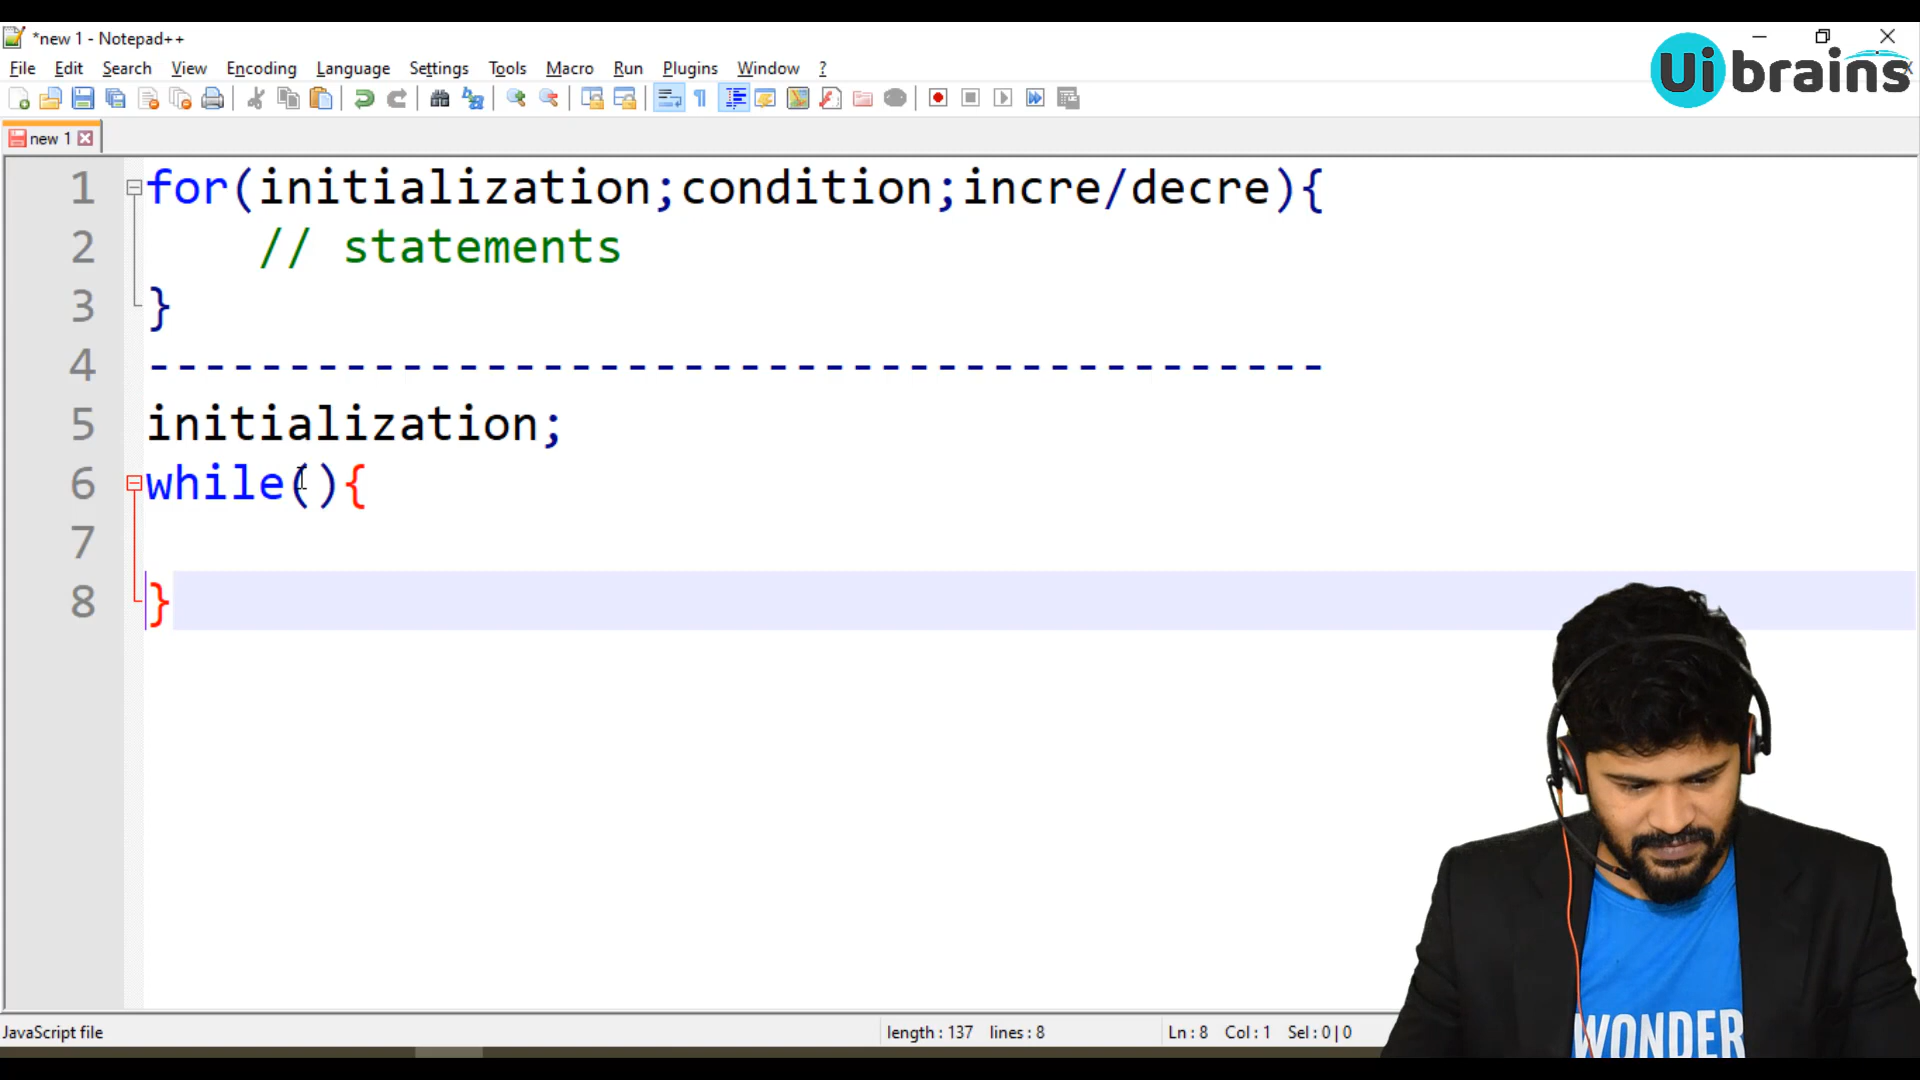 *new 1 - Notepad++
Ui brains
File Edit Search View Encoding Language Settings Tools Macro Run Plugins Window ?
new 1
1 for(initialization;condition;incre/decre){
2 // statements
3 }
4 ------------------------------------------
5 initialization;
6 while(){
7
8 }
WONDER
JavaScript file length : 137 lines : 8 Ln : 8 Col : 1 Sel : 0 | 0